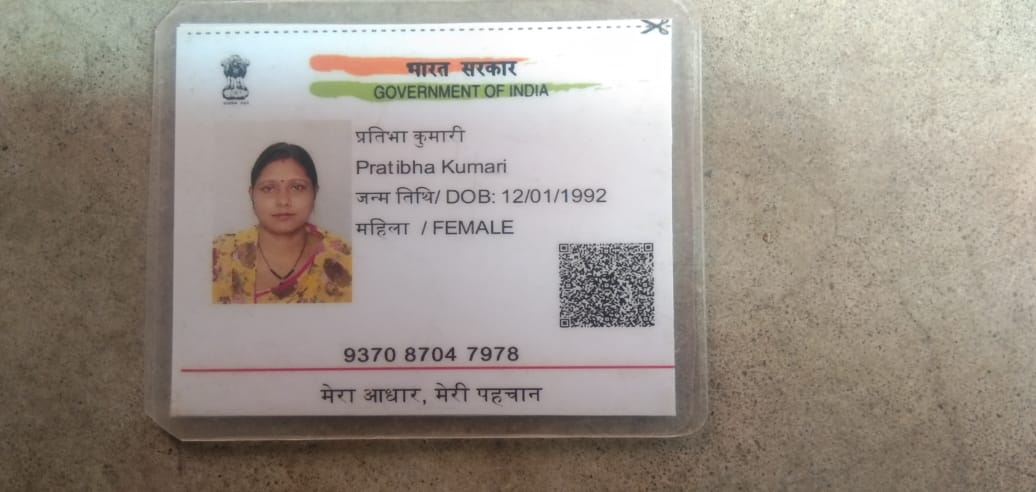 भारत सरकार
GOVERNMENT OF INDIA
प्रतिभा कुमारी
Pratibha Kumari
जन्म तिथि/ DOB: 12/01/1992
महिला / FEMALE
9370 8704 7978
मेरा आधार, मेरी पहचान